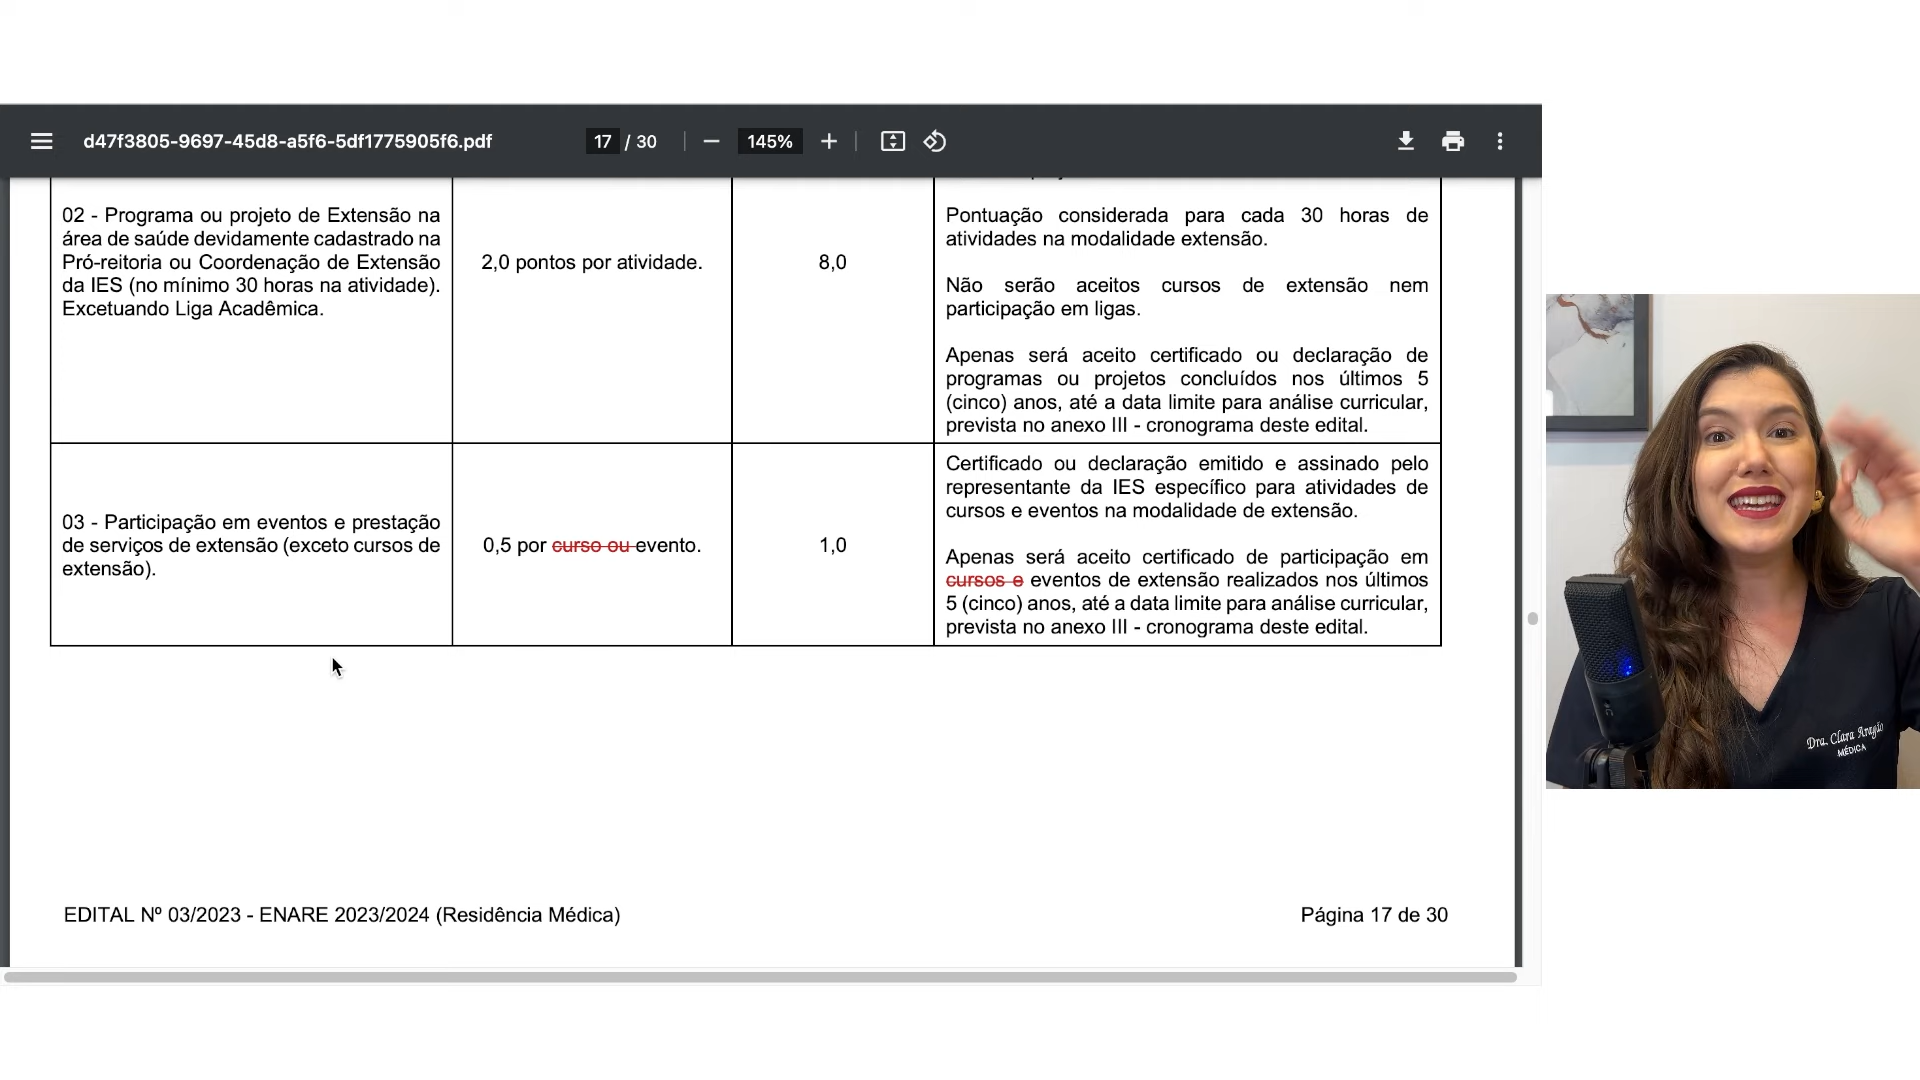 d47f3805-9697-45d8-a5f6-5df1775905f6.pdf
17 / 30
145%
02 - Programa ou projeto de Extensão na
área de saúde devidamente cadastrado na
Pró-reitoria ou Coordenação de Extensão
da IES (no mínimo 30 horas na atividade).
Excetuando Liga Acadêmica.
2,0 pontos por atividade.
8,0
Pontuação considerada para cada 30 horas de
atividades na modalidade extensão.
Não serão aceitos cursos de extensão nem
participação em ligas.
Apenas será aceito certificado ou declaração de
programas ou projetos concluídos nos últimos 5
(cinco) anos, até a data limite para análise curricular,
prevista no anexo III - cronograma deste edital.
03 - Participação em eventos e prestação
de serviços de extensão (exceto cursos de
extensão).
0,5 por curso ou evento.
1,0
Certificado ou declaração emitido e assinado pelo
representante da IES específico para atividades de
cursos e eventos na modalidade de extensão.
Apenas será aceito certificado de participação em
cursos e eventos de extensão realizados nos últimos
5 (cinco) anos, até a data limite para análise curricular,
prevista no anexo III - cronograma deste edital.
EDITAL Nº 03/2023 - ENARE 2023/2024 (Residência Médica)
Página 17 de 30
Dra. Clara Aragão
MÉDICA